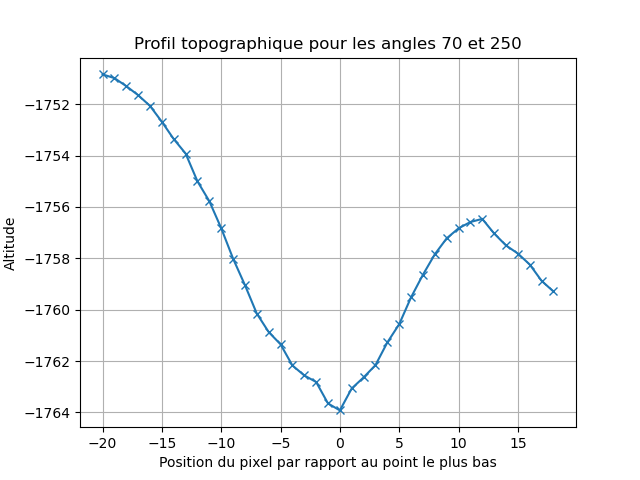 Profil topographique pour les angles 70 et 250
Altitude
−1752
−1754
−1756
−1758
−1760
−1762
−1764
−20 −15 −10 −5 0 5 10 15
Position du pixel par rapport au point le plus bas